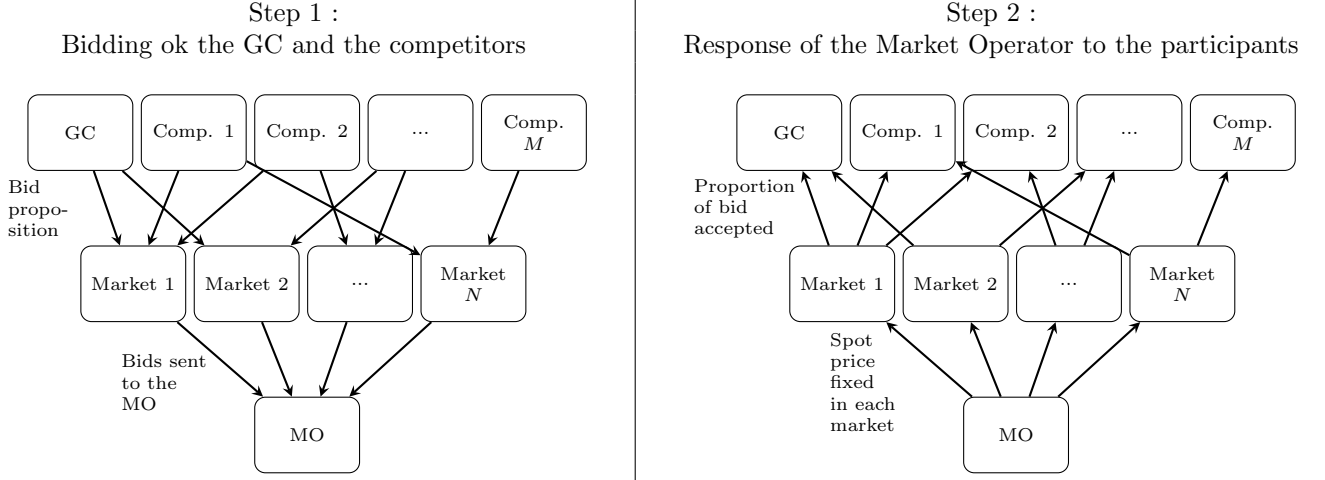 Step 1 :
Bidding ok the GC and the competitors
GC
Comp. 1
Comp. 2
...
Comp.
M
Bid
propo-
sition
Market 1
Market 2
...
Market
N
Bids sent
to the
MO
MO
Step 2 :
Response of the Market Operator to the participants
GC
Comp. 1
Comp. 2
...
Comp.
M
Proportion
of bid
accepted
Market 1
Market 2
...
Market
N
Spot
price
fixed
in each
market
MO